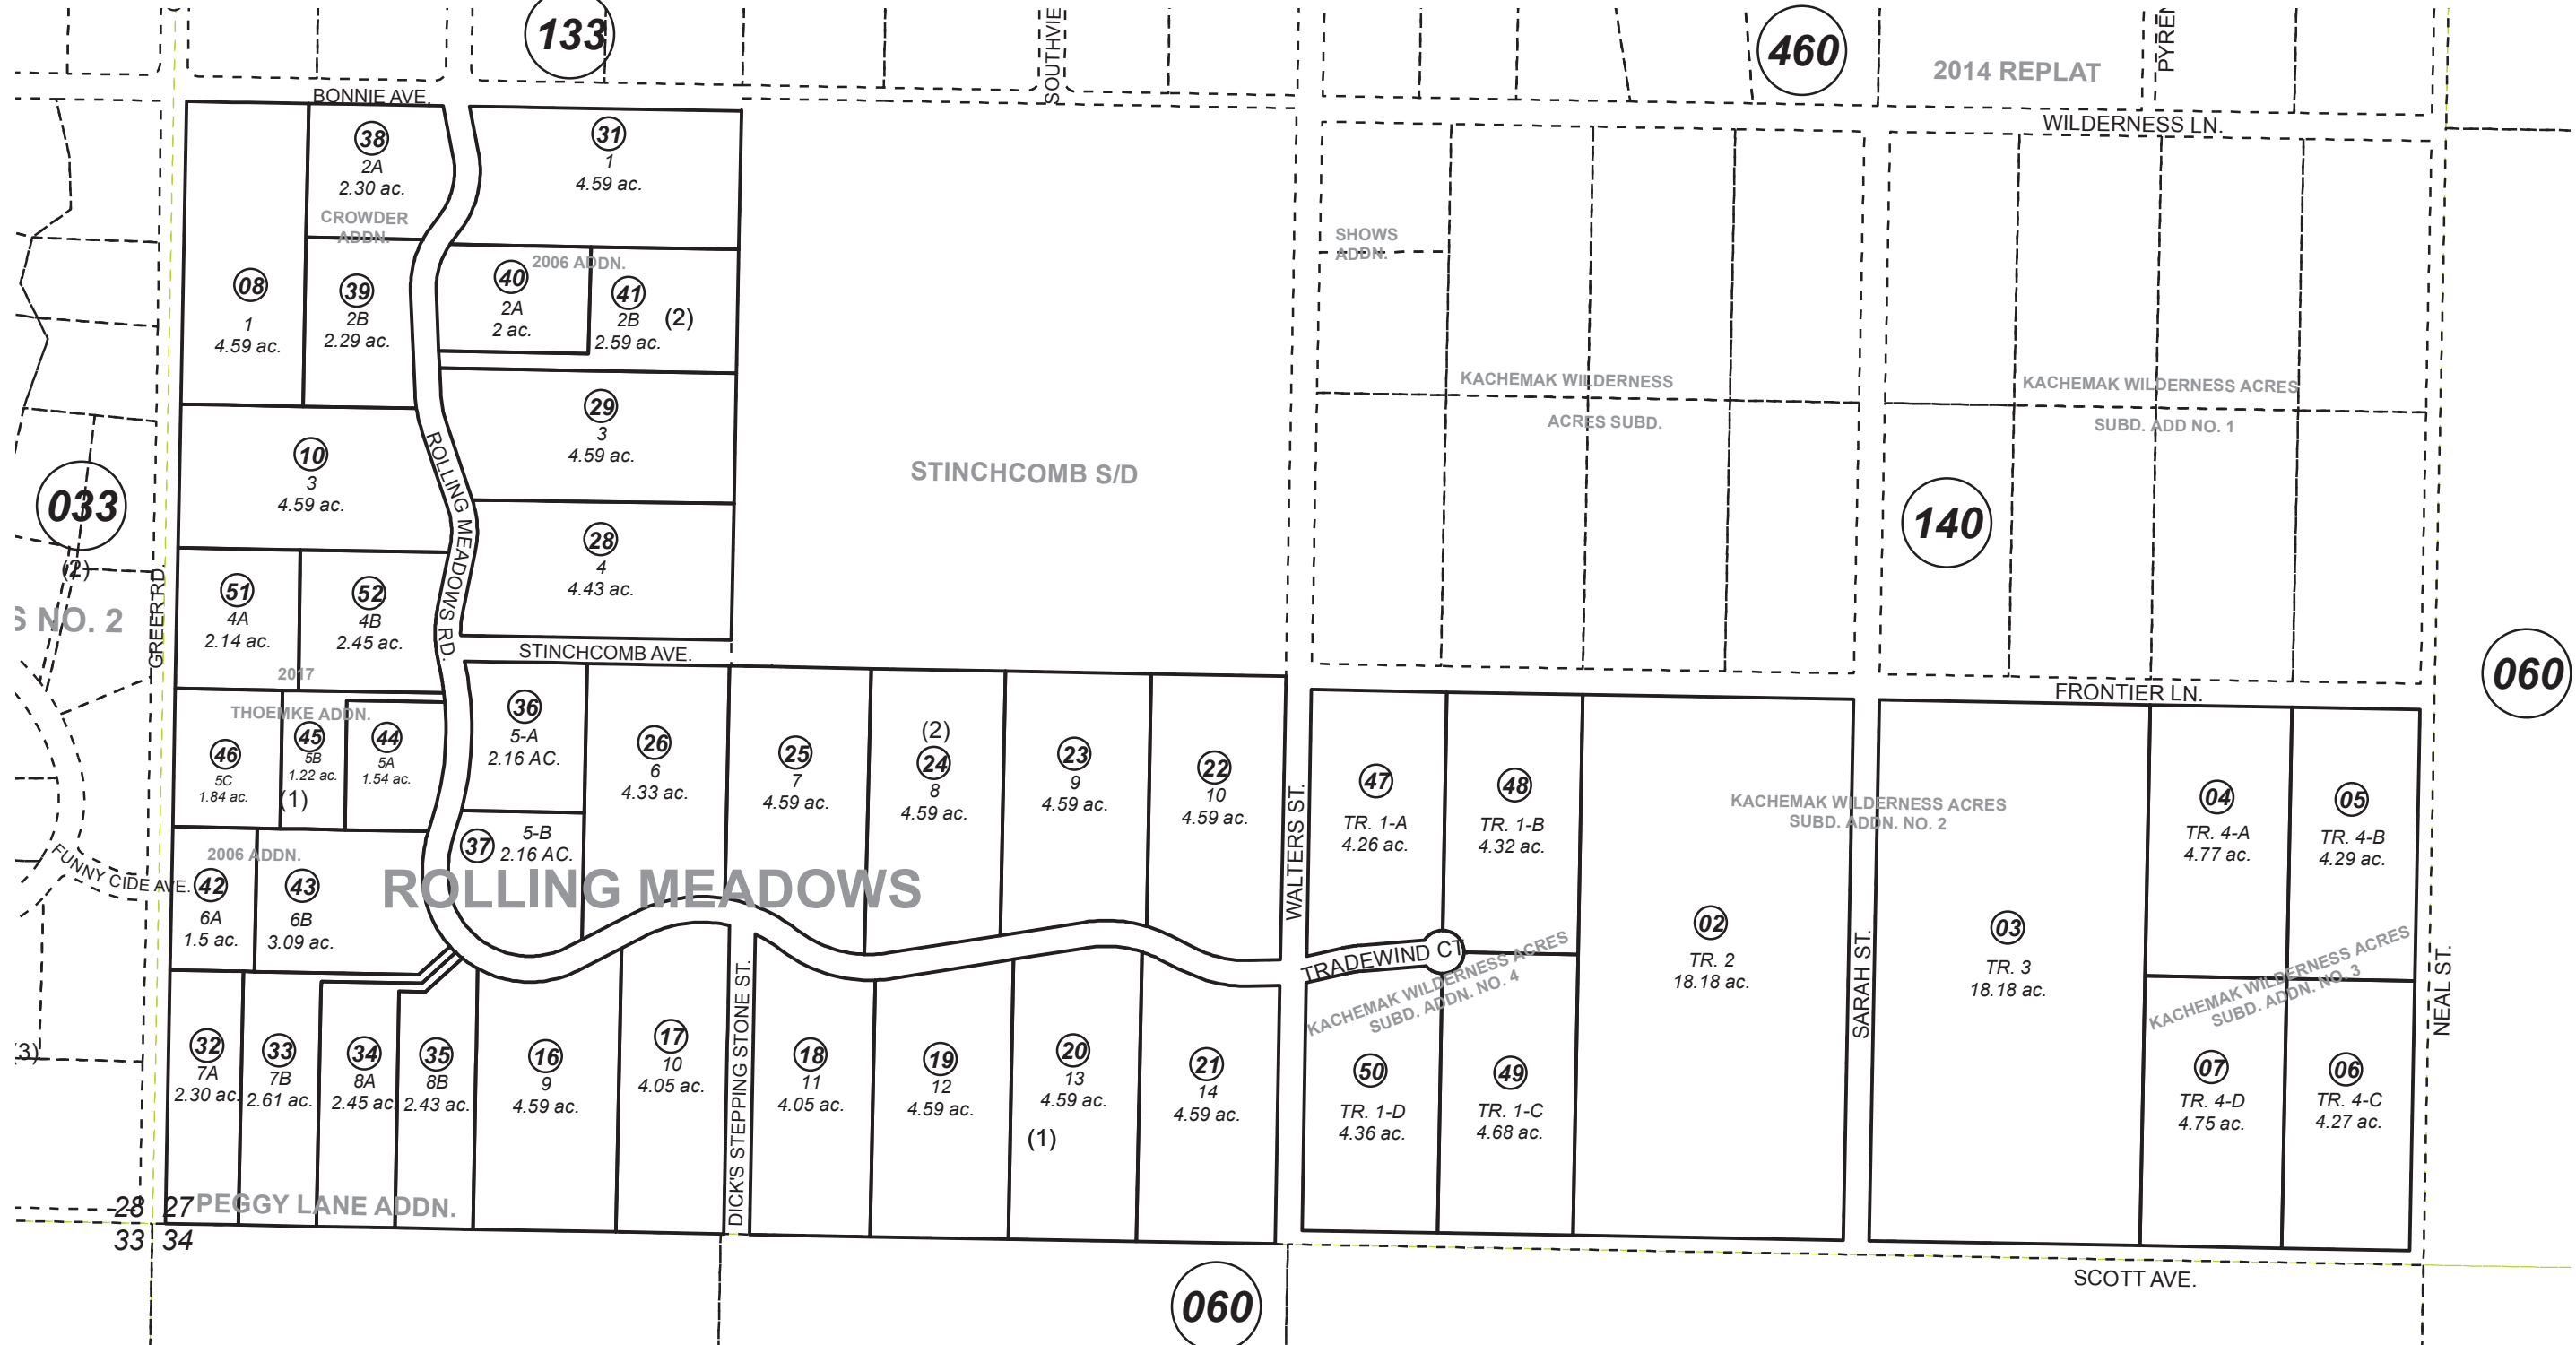 133
460
2014 REPLAT
SOUTHVIE
PYREN
BONNIE AVE.
WILDERNESS LN.
38
2A
2.30 ac.
CROWDER
ADDN.
31
1
4.59 ac.
08
1
4.59 ac.
39
2B
2.29 ac.
2006 ADDN.
40
2A
2 ac.
41
2B
2.59 ac.
(2)
SHOWS
ADDN.
KACHEMAK WILDERNESS
ACRES SUBD.
KACHEMAK WILDERNESS ACRES
SUBD. ADD NO. 1
29
3
4.59 ac.
10
3
4.59 ac.
ROLLING MEADOWS RD.
STINCHCOMB S/D
033
(2)
S NO. 2
GREER RD.
140
28
4
4.43 ac.
51
4A
2.14 ac.
52
4B
2.45 ac.
2017
STINCHCOMB AVE.
060
FRONTIER LN.
THOEMKE ADDN.
46
5C
1.84 ac.
45
5B
1.22 ac.
(1)
44
5A
1.54 ac.
36
5-A
2.16 AC.
26
6
4.33 ac.
25
7
4.59 ac.
(2)
24
8
4.59 ac.
23
9
4.59 ac.
22
10
4.59 ac.
WALTERS ST.
47
TR. 1-A
4.26 ac.
48
TR. 1-B
4.32 ac.
KACHEMAK WILDERNESS ACRES
SUBD. ADDN. NO. 2
04
TR. 4-A
4.77 ac.
05
TR. 4-B
4.29 ac.
37
5-B
2.16 AC.
2006 ADDN.
FUNNY CIDE AVE.
42
6A
1.5 ac.
43
6B
3.09 ac.
ROLLING MEADOWS
02
TR. 2
18.18 ac.
SARAH ST.
03
TR. 3
18.18 ac.
TRADEWIND CT
KACHEMAK WILDERNESS ACRES
SUBD. ADDN. NO. 4
KACHEMAK WILDERNESS ACRES
SUBD. ADDN. NO. 3
NEAL ST.
3)
32
7A
2.30 ac.
33
7B
2.61 ac.
34
8A
2.45 ac.
35
8B
2.43 ac.
16
9
4.59 ac.
17
10
4.05 ac.
DICK'S STEPPING STONE ST.
18
11
4.05 ac.
19
12
4.59 ac.
20
13
4.59 ac.
(1)
21
14
4.59 ac.
50
TR. 1-D
4.36 ac.
49
TR. 1-C
4.68 ac.
07
TR. 4-D
4.75 ac.
06
TR. 4-C
4.27 ac.
28 27
PEGGY LANE ADDN.
33 34
060
SCOTT AVE.